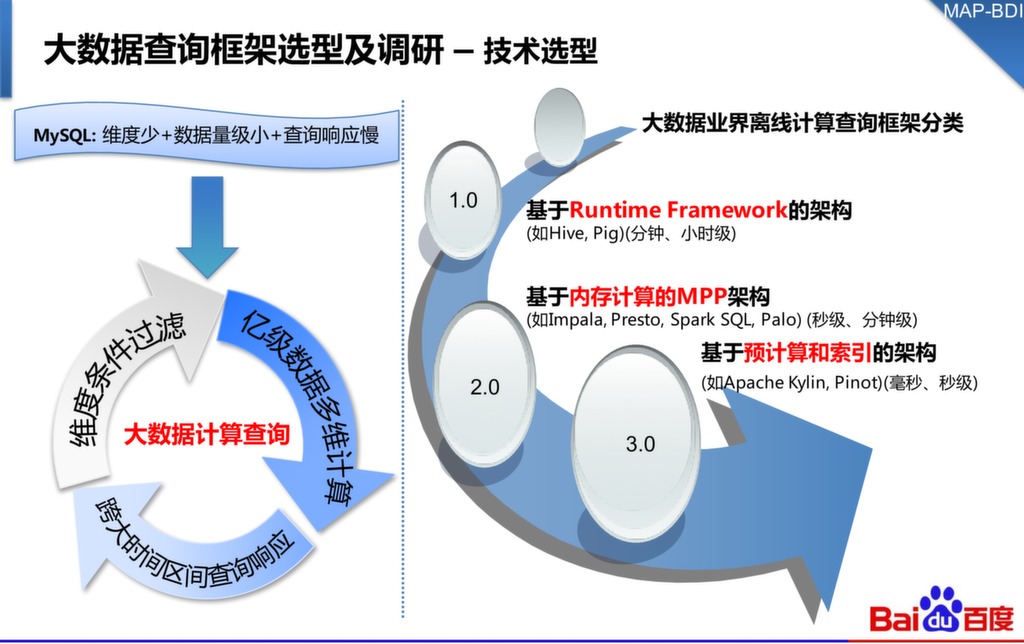 MAP-BDI
大数据查询框架选型及调研 – 技术选型
MySQL: 维度少+数据量级小+查询响应慢
维度条件过滤
亿级数据多维计算
大数据计算查询
跨大时间区间查询响应
大数据业界离线计算查询框架分类
1.0
基于Runtime Framework的架构
(如Hive, Pig)(分钟、小时级)
2.0
基于内存计算的MPP架构
(如Impala, Presto, Spark SQL, Palo) (秒级、分钟级)
3.0
基于预计算和索引的架构
(如Apache Kylin, Pinot)(毫秒、秒级)
Baidu百度